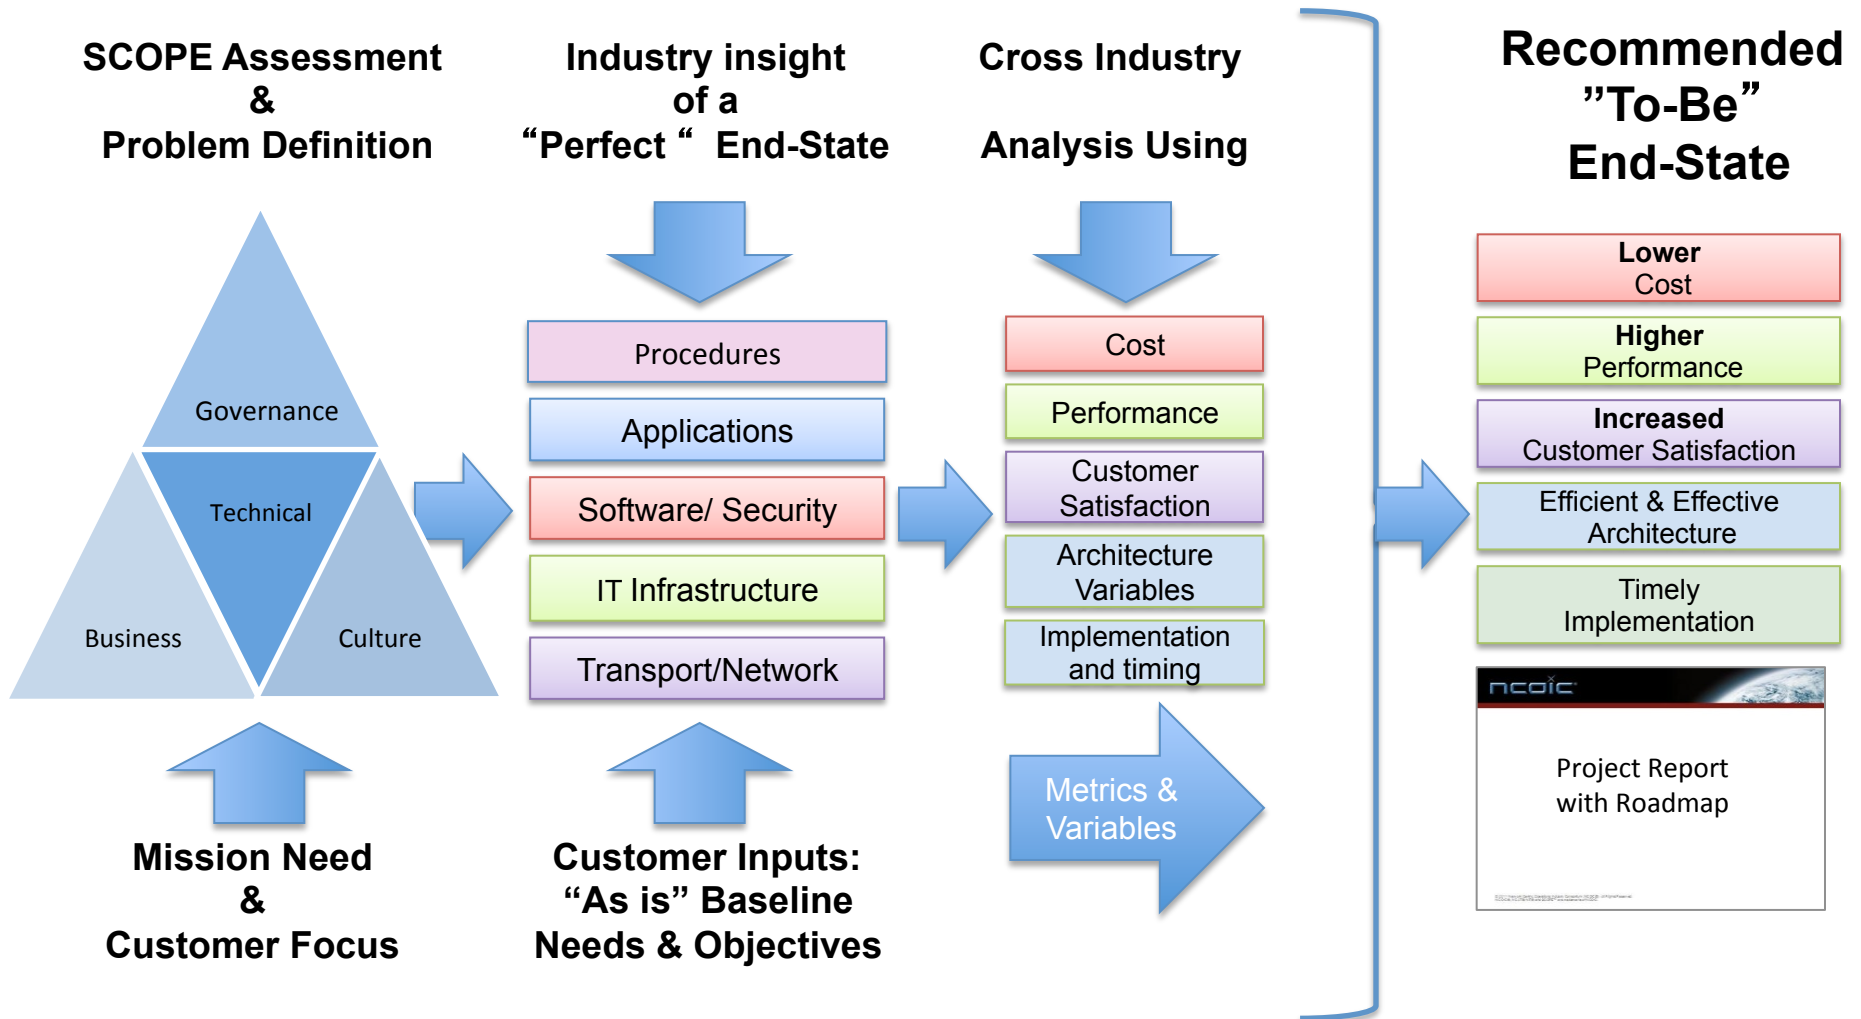 SCOPE Assessment
&
Problem Definition
Governance
Technical
Business
Culture
Mission Need
&
Customer Focus
Industry insight
of a
“Perfect “ End-State
Procedures
Applications
Software/ Security
IT Infrastructure
Transport/Network
Customer Inputs:
“As is” Baseline
Needs & Objectives
Cross Industry
Analysis Using
Cost
Performance
Customer
Satisfaction
Architecture
Variables
Implementation
and timing
Metrics &
Variables
Recommended
”To-Be”
End-State
Lower
Cost
Higher
Performance
Increased
Customer Satisfaction
Efficient & Effective
Architecture
Timely
Implementation
ncoic
Project Report
with Roadmap